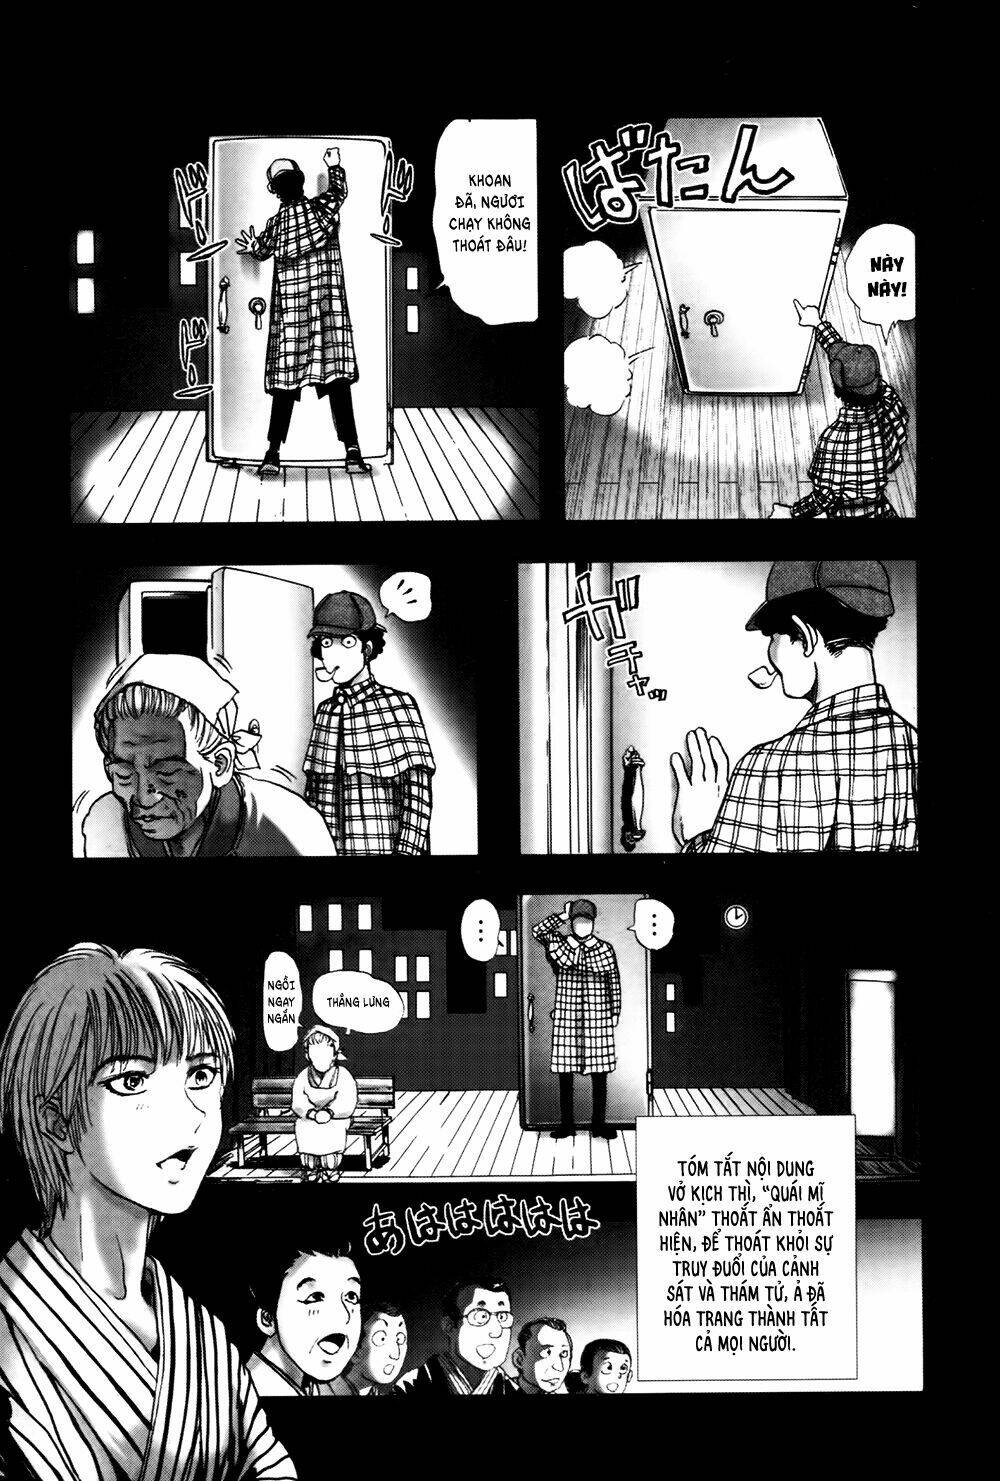 ばたん
NÀY
NÀY!
KHOAN
ĐÃ, NGƯƠI
CHẠY KHÔNG
THOÁT ĐÂU!
ガチャッ
...
...
NGỒI
NGAY
NGẮN
THẲNG LƯNG
TÓM TẮT NỘI DUNG
VỞ KỊCH THÌ, “QUÁI MĨ
NHÂN” THOẮT ẨN THOẮT
HIỆN, ĐỂ THOÁT KHỎI SỰ
TRUY ĐUỔI CỦA CẢNH
SÁT VÀ THÁM TỬ, Ả ĐÃ
HÓA TRANG THÀNH TẤT
CẢ MỌI NGƯỜI.
あはははははは